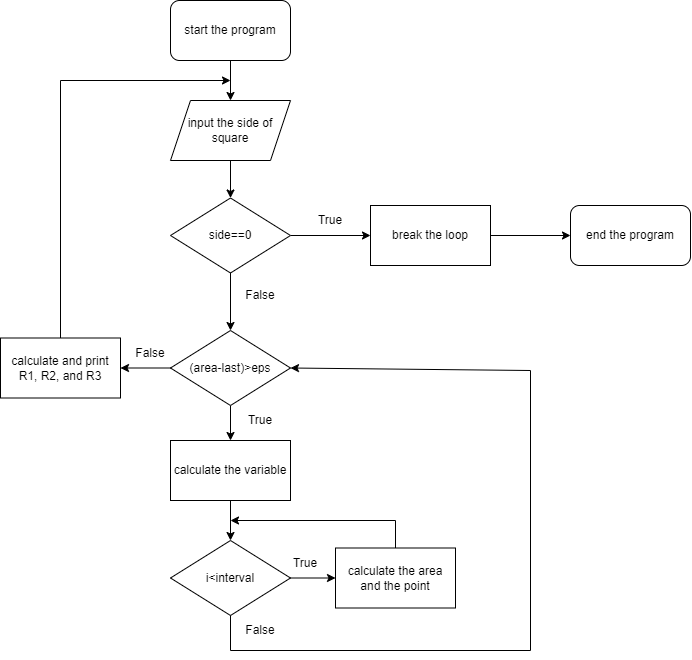 start the program
input the side of
square
side==0
True
break the loop
end the program
False
(area-last)>eps
False
calculate and print
R1, R2, and R3
True
calculate the variable
i<interval
True
calculate the area
and the point
False